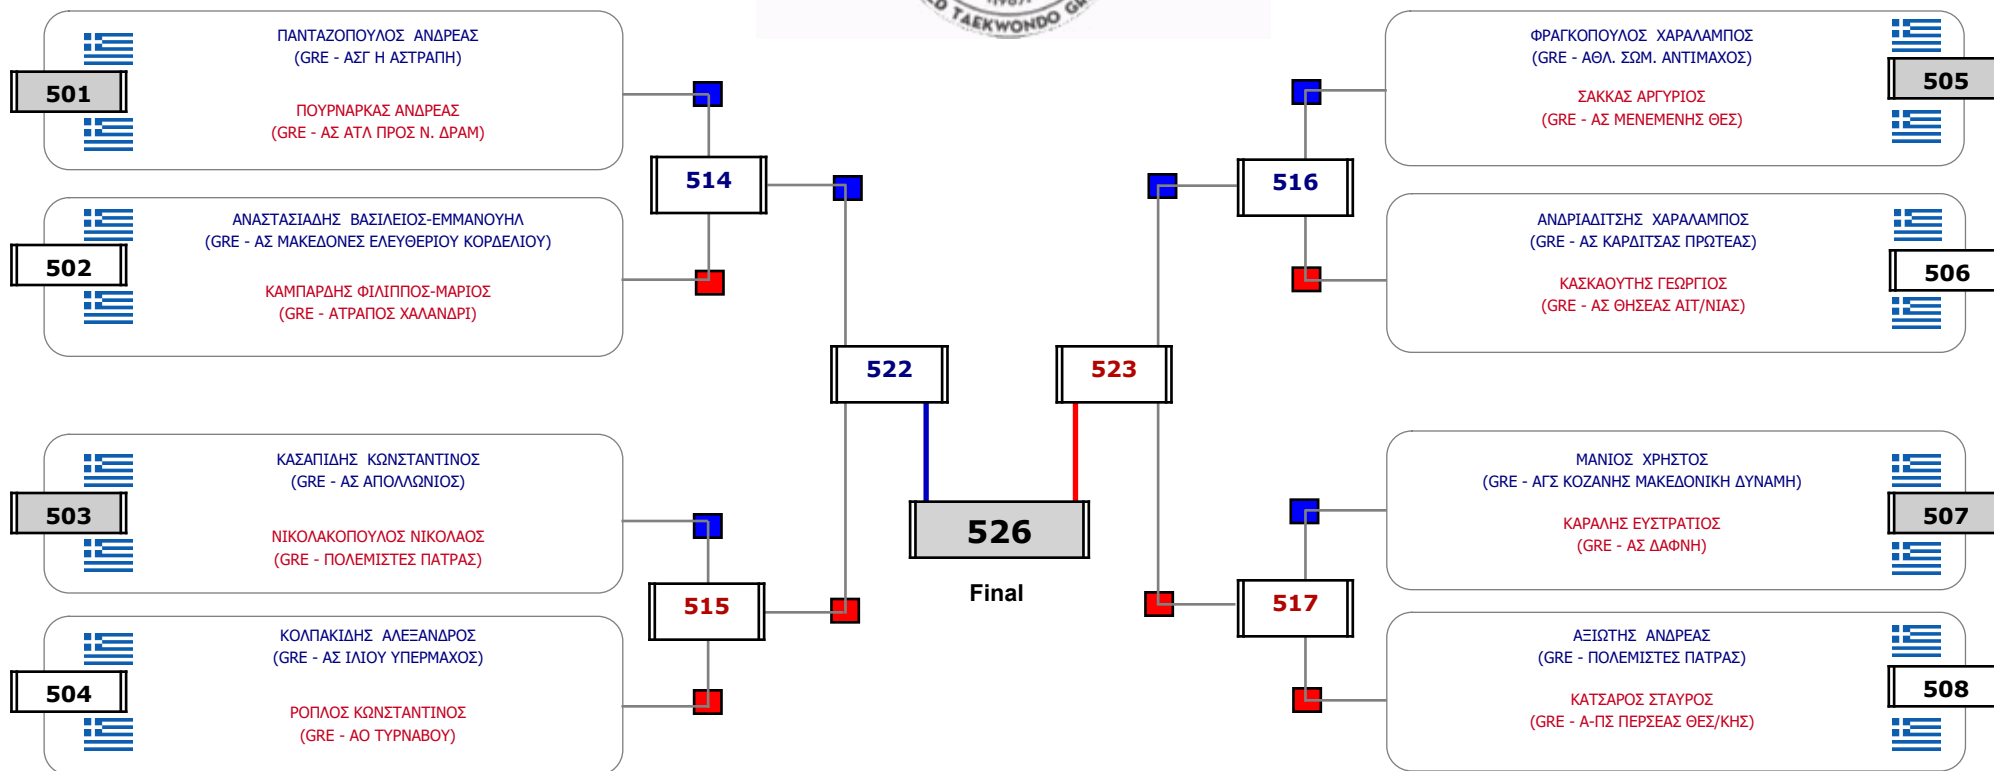 TAEKWONDO
ΠΑΝΤΑΖΟΠΟΥΛΟΣ ΑΝΔΡΕΑΣ
(GRE - ΑΣΓ Η ΑΣΤΡΑΠΗ)
501
ΠΟΥΡΝΑΡΚΑΣ ΑΝΔΡΕΑΣ
(GRE - ΑΣ ΑΤΛ ΠΡΟΣ Ν. ΔΡΑΜ)
514
ΑΝΑΣΤΑΣΙΑΔΗΣ ΒΑΣΙΛΕΙΟΣ-ΕΜΜΑΝΟΥΗΛ
(GRE - ΑΣ ΜΑΚΕΔΟΝΕΣ ΕΛΕΥΘΕΡΙΟΥ ΚΟΡΔΕΛΙΟΥ)
502
ΚΑΜΠΑΡΔΗΣ ΦΙΛΙΠΠΟΣ-ΜΑΡΙΟΣ
(GRE - ΑΤΡΑΠΟΣ ΧΑΛΑΝΔΡΙ)
522
ΚΑΣΑΠΙΔΗΣ ΚΩΝΣΤΑΝΤΙΝΟΣ
(GRE - ΑΣ ΑΠΟΛΛΩΝΙΟΣ)
503
ΝΙΚΟΛΑΚΟΠΟΥΛΟΣ ΝΙΚΟΛΑΟΣ
(GRE - ΠΟΛΕΜΙΣΤΕΣ ΠΑΤΡΑΣ)
515
ΚΟΛΠΑΚΙΔΗΣ ΑΛΕΞΑΝΔΡΟΣ
(GRE - ΑΣ ΙΛΙΟΥ ΥΠΕΡΜΑΧΟΣ)
504
ΡΟΠΛΟΣ ΚΩΝΣΤΑΝΤΙΝΟΣ
(GRE - ΑΟ ΤΥΡΝΑΒΟΥ)
526
Final
ΦΡΑΓΚΟΠΟΥΛΟΣ ΧΑΡΑΛΑΜΠΟΣ
(GRE - ΑΘΛ. ΣΩΜ. ΑΝΤΙΜΑΧΟΣ)
505
ΣΑΚΚΑΣ ΑΡΓΥΡΙΟΣ
(GRE - ΑΣ ΜΕΝΕΜΕΝΗΣ ΘΕΣ)
516
ΑΝΔΡΙΑΔΙΤΣΗΣ ΧΑΡΑΛΑΜΠΟΣ
(GRE - ΑΣ ΚΑΡΔΙΤΣΑΣ ΠΡΩΤΕΑΣ)
506
ΚΑΣΚΑΟΥΤΗΣ ΓΕΩΡΓΙΟΣ
(GRE - ΑΣ ΘΗΣΕΑΣ ΑΙΤ/ΝΙΑΣ)
523
ΜΑΝΙΟΣ ΧΡΗΣΤΟΣ
(GRE - ΑΓΣ ΚΟΖΑΝΗΣ ΜΑΚΕΔΟΝΙΚΗ ΔΥΝΑΜΗ)
507
ΚΑΡΑΛΗΣ ΕΥΣΤΡΑΤΙΟΣ
(GRE - ΑΣ ΔΑΦΝΗ)
517
ΑΞΙΩΤΗΣ ΑΝΔΡΕΑΣ
(GRE - ΠΟΛΕΜΙΣΤΕΣ ΠΑΤΡΑΣ)
508
ΚΑΤΣΑΡΟΣ ΣΤΑΥΡΟΣ
(GRE - Α-ΠΣ ΠΕΡΣΕΑΣ ΘΕΣ/ΚΗΣ)